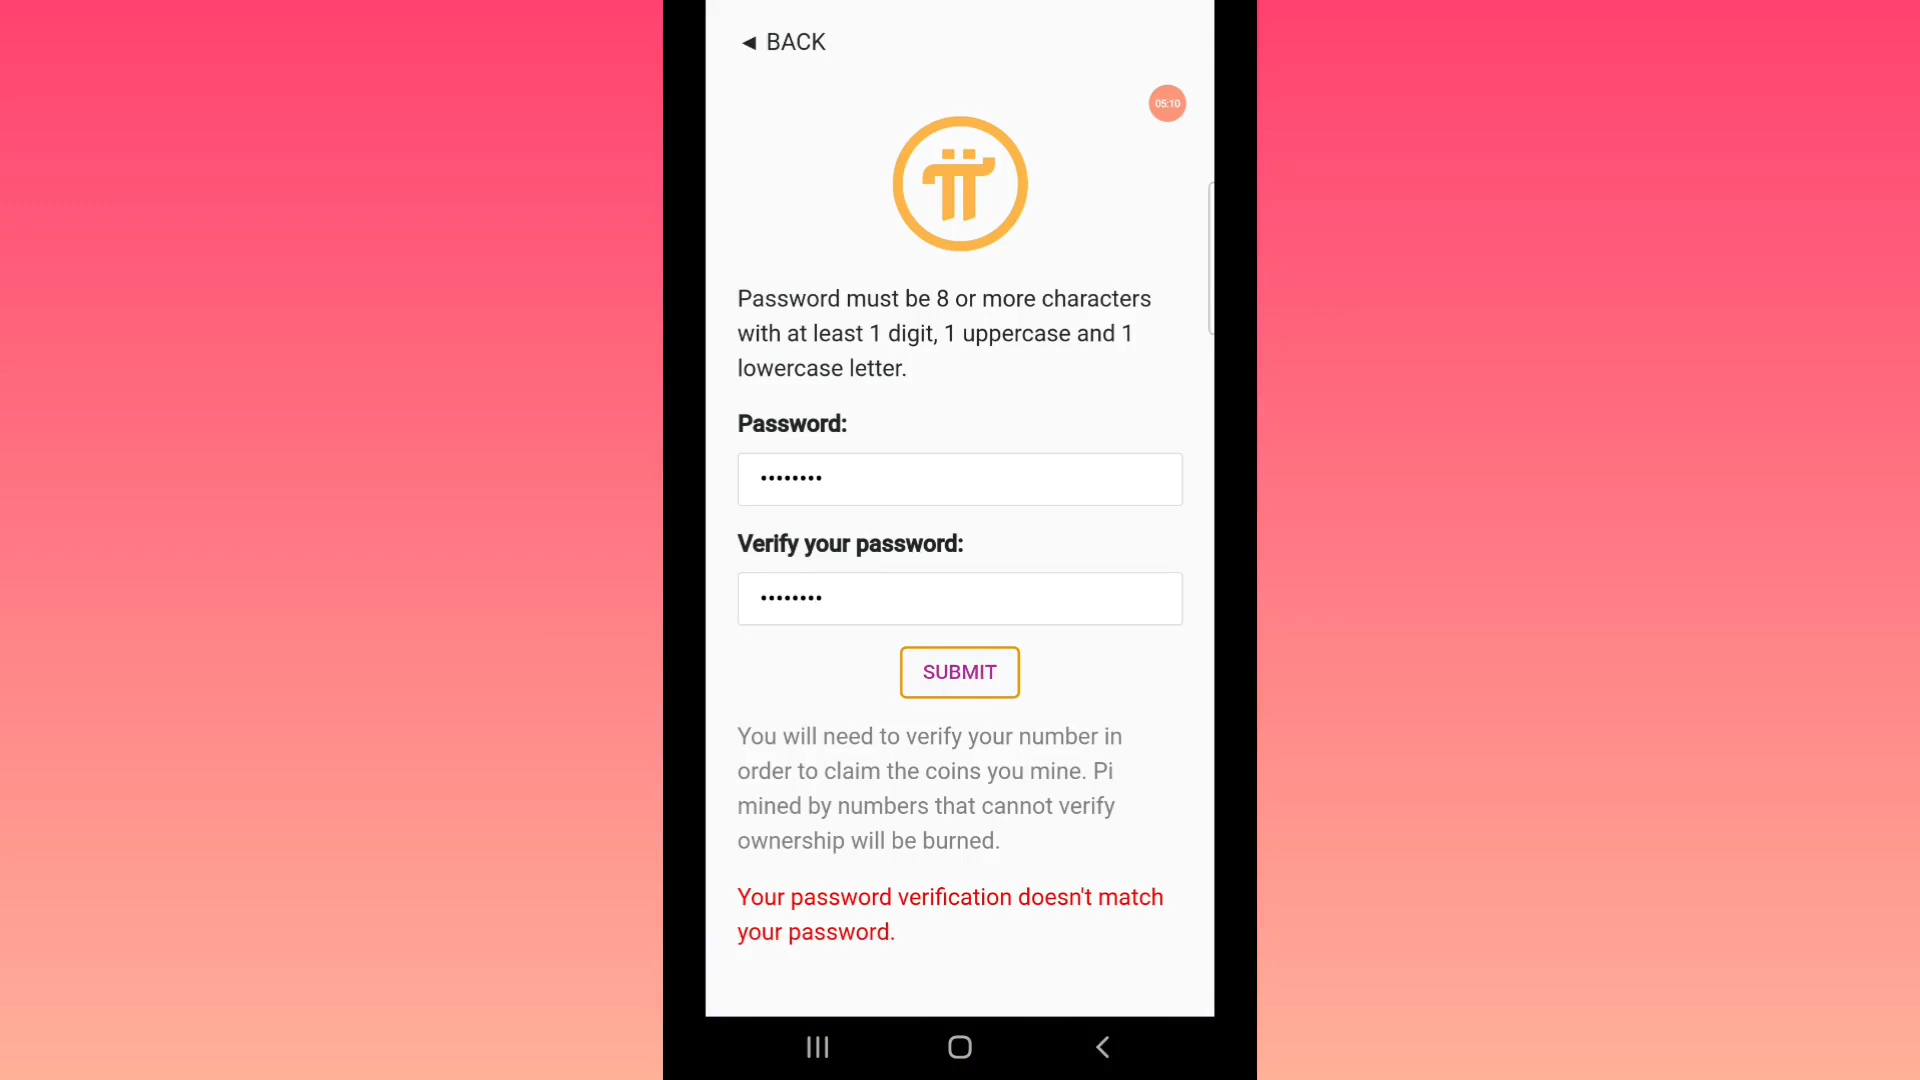 ◄ BACK
05:10
Password must be 8 or more characters
with at least 1 digit, 1 uppercase and 1
lowercase letter.
Password:
••••••••
Verify your password:
••••••••
SUBMIT
You will need to verify your number in
order to claim the coins you mine. Pi
mined by numbers that cannot verify
ownership will be burned.
Your password verification doesn't match
your password.